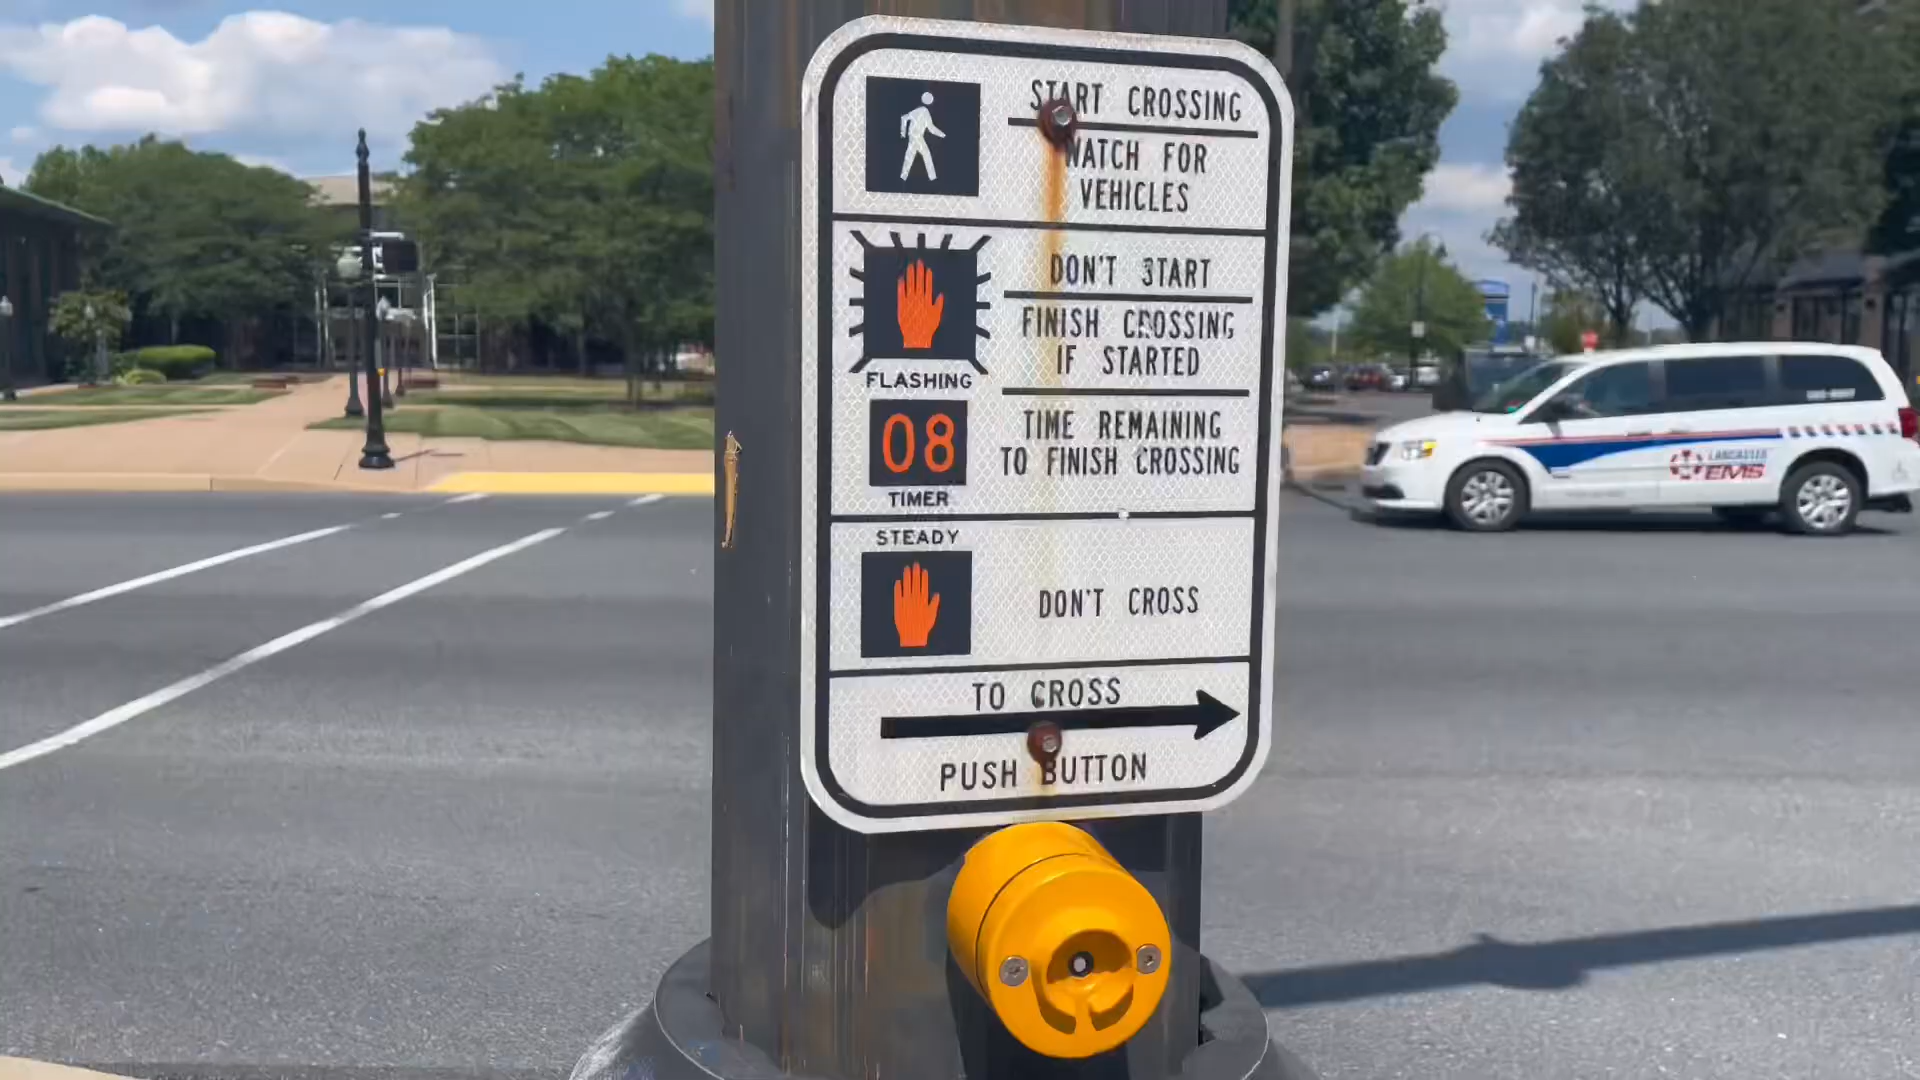 START CROSSING
WATCH FOR
VEHICLES
DON'T START
FINISH CROSSING
IF STARTED
FLASHING
08
TIME REMAINING
TO FINISH CROSSING
TIMER
STEADY
DON'T CROSS
TO CROSS
PUSH BUTTON
LANCASTER
EMS